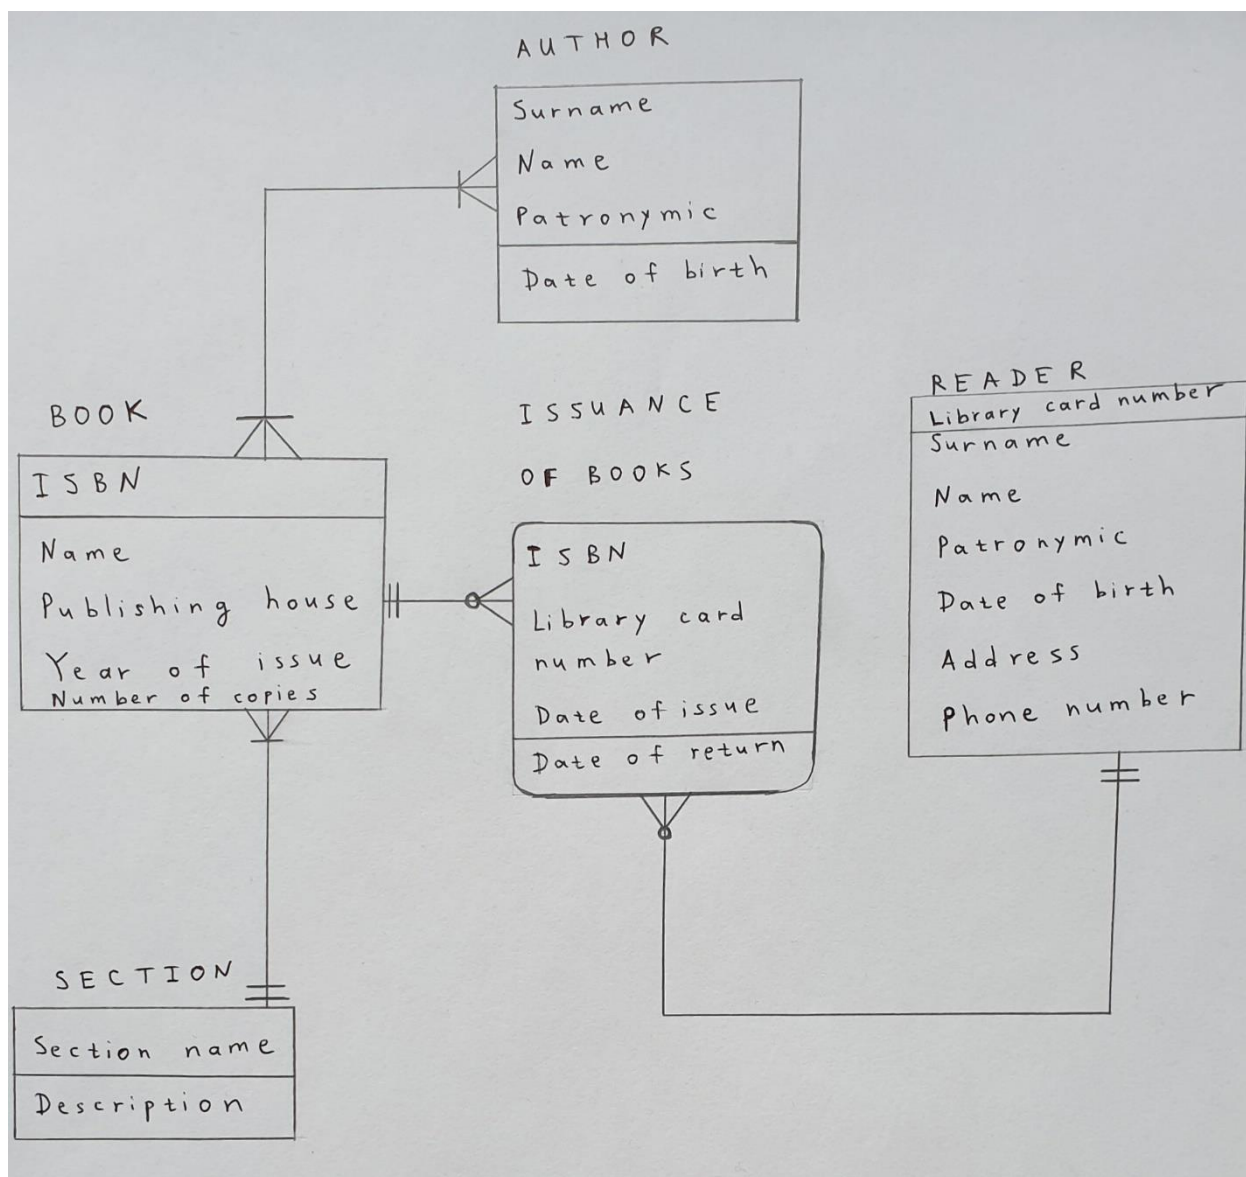 AUTHOR
Surname
Name
Patronymic
Date of birth
BOOK
ISBN
Name
Publishing house
Year of issue
Number of copies
ISSUANCE
OF BOOKS
ISBN
Library card
number
Date of issue
Date of return
READER
Library card number
Surname
Name
Patronymic
Date of birth
Address
Phone number
SECTION
Section name
Description